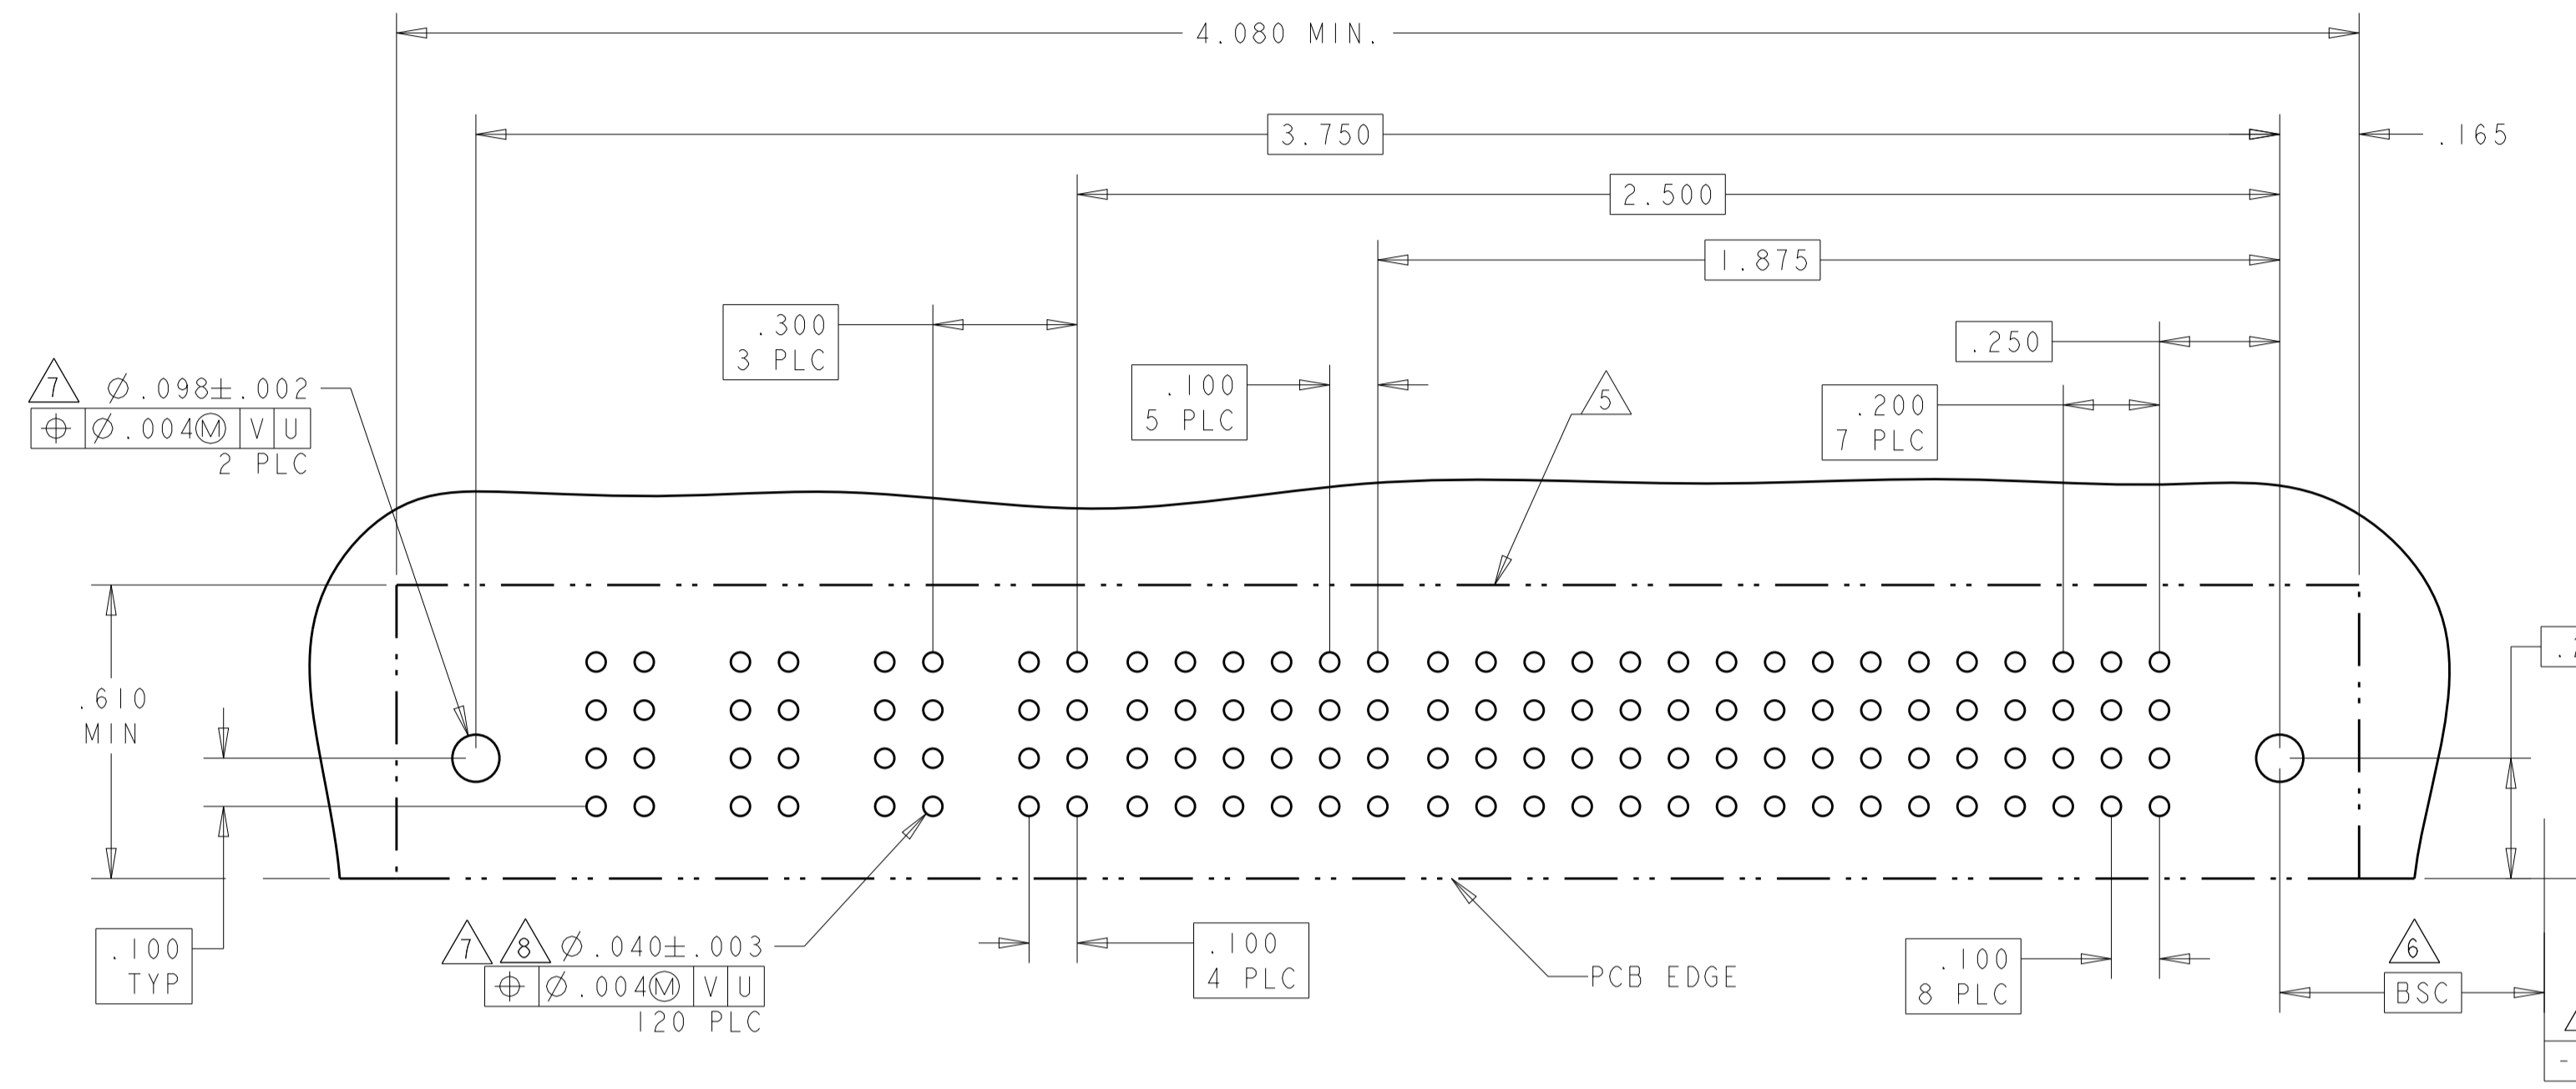 4.080 MIN.
3.750
.165
2.500
1.875
.300
3 PLC
.250
.100
5 PLC
5
.200
7 PLC
7 Ø.098±.002
⌖ Ø.004Ⓜ V U
2 PLC
.610
MIN
.100
TYP
7 8 Ø.040±.003
⌖ Ø.004Ⓜ V U
120 PLC
.100
4 PLC
PCB EDGE
.100
8 PLC
6
BSC